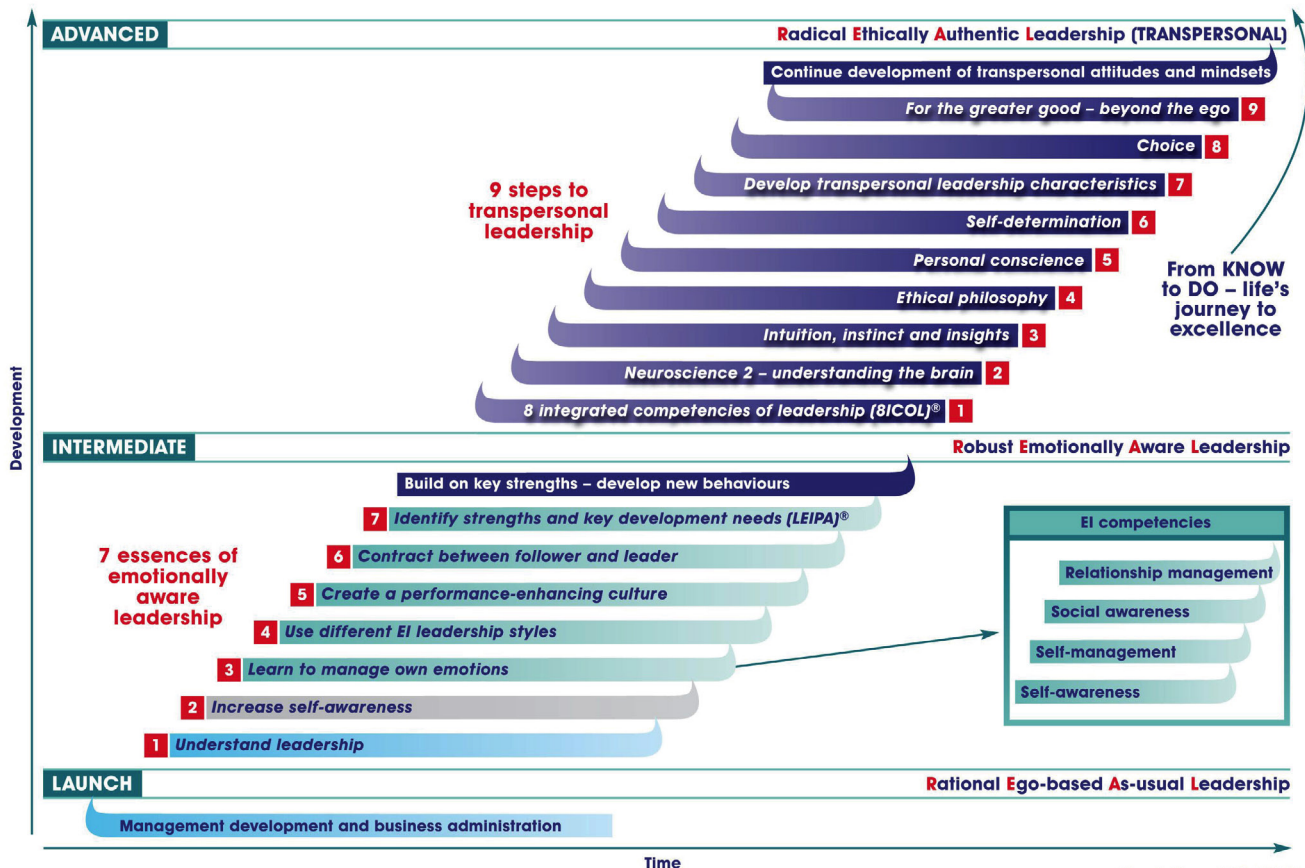 ADVANCED
Radical Ethically Authentic Leadership (TRANSPERSONAL)
Continue development of transpersonal attitudes and mindsets
For the greater good – beyond the ego 9
Choice 8
Develop transpersonal leadership characteristics 7
Self-determination 6
Personal conscience 5
Ethical philosophy 4
Intuition, instinct and insights 3
Neuroscience 2 – understanding the brain 2
8 integrated competencies of leadership (8ICOL)® 1
9 steps to
transpersonal
leadership
From KNOW
to DO – life's
journey to
excellence
Development
INTERMEDIATE
Robust Emotionally Aware Leadership
Build on key strengths – develop new behaviours
7 Identify strengths and key development needs (LEIPA)®
6 Contract between follower and leader
5 Create a performance-enhancing culture
4 Use different EI leadership styles
3 Learn to manage own emotions
2 Increase self-awareness
1 Understand leadership
7 essences of
emotionally
aware
leadership
EI competencies
Relationship management
Social awareness
Self-management
Self-awareness
LAUNCH
Rational Ego-based As-usual Leadership
Management development and business administration
Time